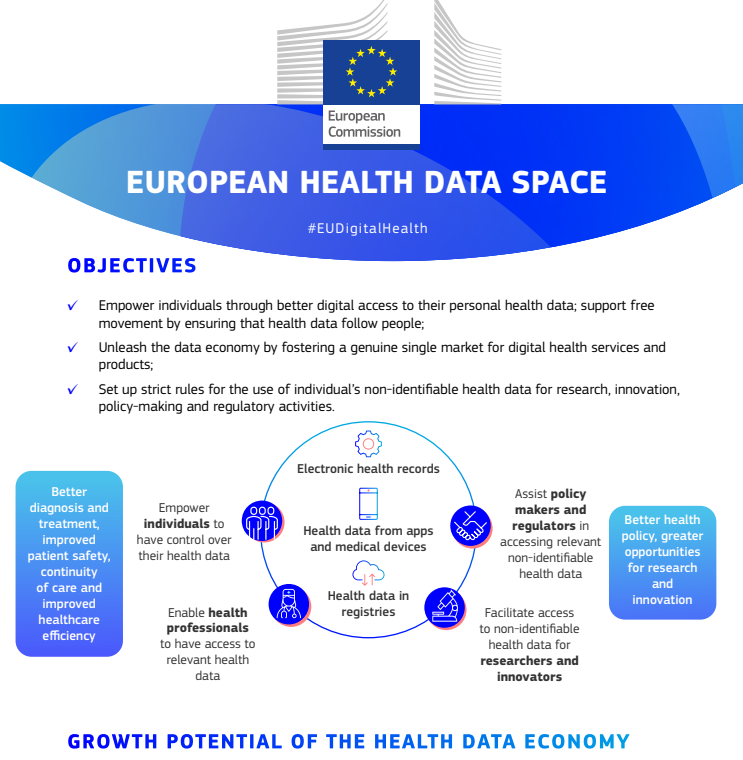 European
Commission
EUROPEAN HEALTH DATA SPACE
#EUDigitalHealth
OBJECTIVES
Empower individuals through better digital access to their personal health data; support free
movement by ensuring that health data follow people;
Unleash the data economy by fostering a genuine single market for digital health services and
products;
Set up strict rules for the use of individual's non-identifiable health data for research, innovation,
policy-making and regulatory activities.
Better
diagnosis and
treatment,
improved
patient safety,
continuity
of care and
improved
healthcare
efficiency
Empower
individuals to
have control over
their health data
Enable health
professionals
to have access to
relevant health
data
Electronic health records
Health data from apps
and medical devices
Health data in
registries
Assist policy
makers and
regulators in
accessing relevant
non-identifiable
health data
Facilitate access
to non-identifiable
health data for
researchers and
innovators
Better health
policy, greater
opportunities
for research
and
innovation
GROWTH POTENTIAL OF THE HEALTH DATA ECONOMY